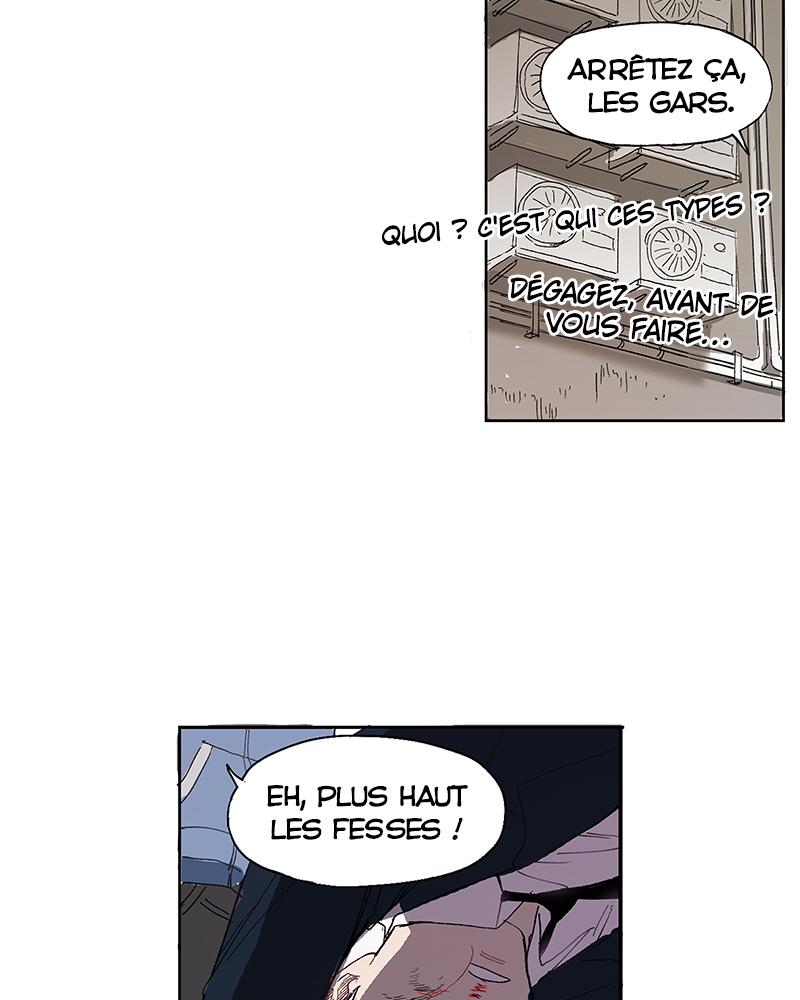 ARRÊTEZ ÇA,
LES GARS.
QUOI ? C'EST QUI CES TYPES ?
DÉGAGEZ, AVANT DE
VOUS FAIRE...
EH, PLUS HAUT
LES FESSES !